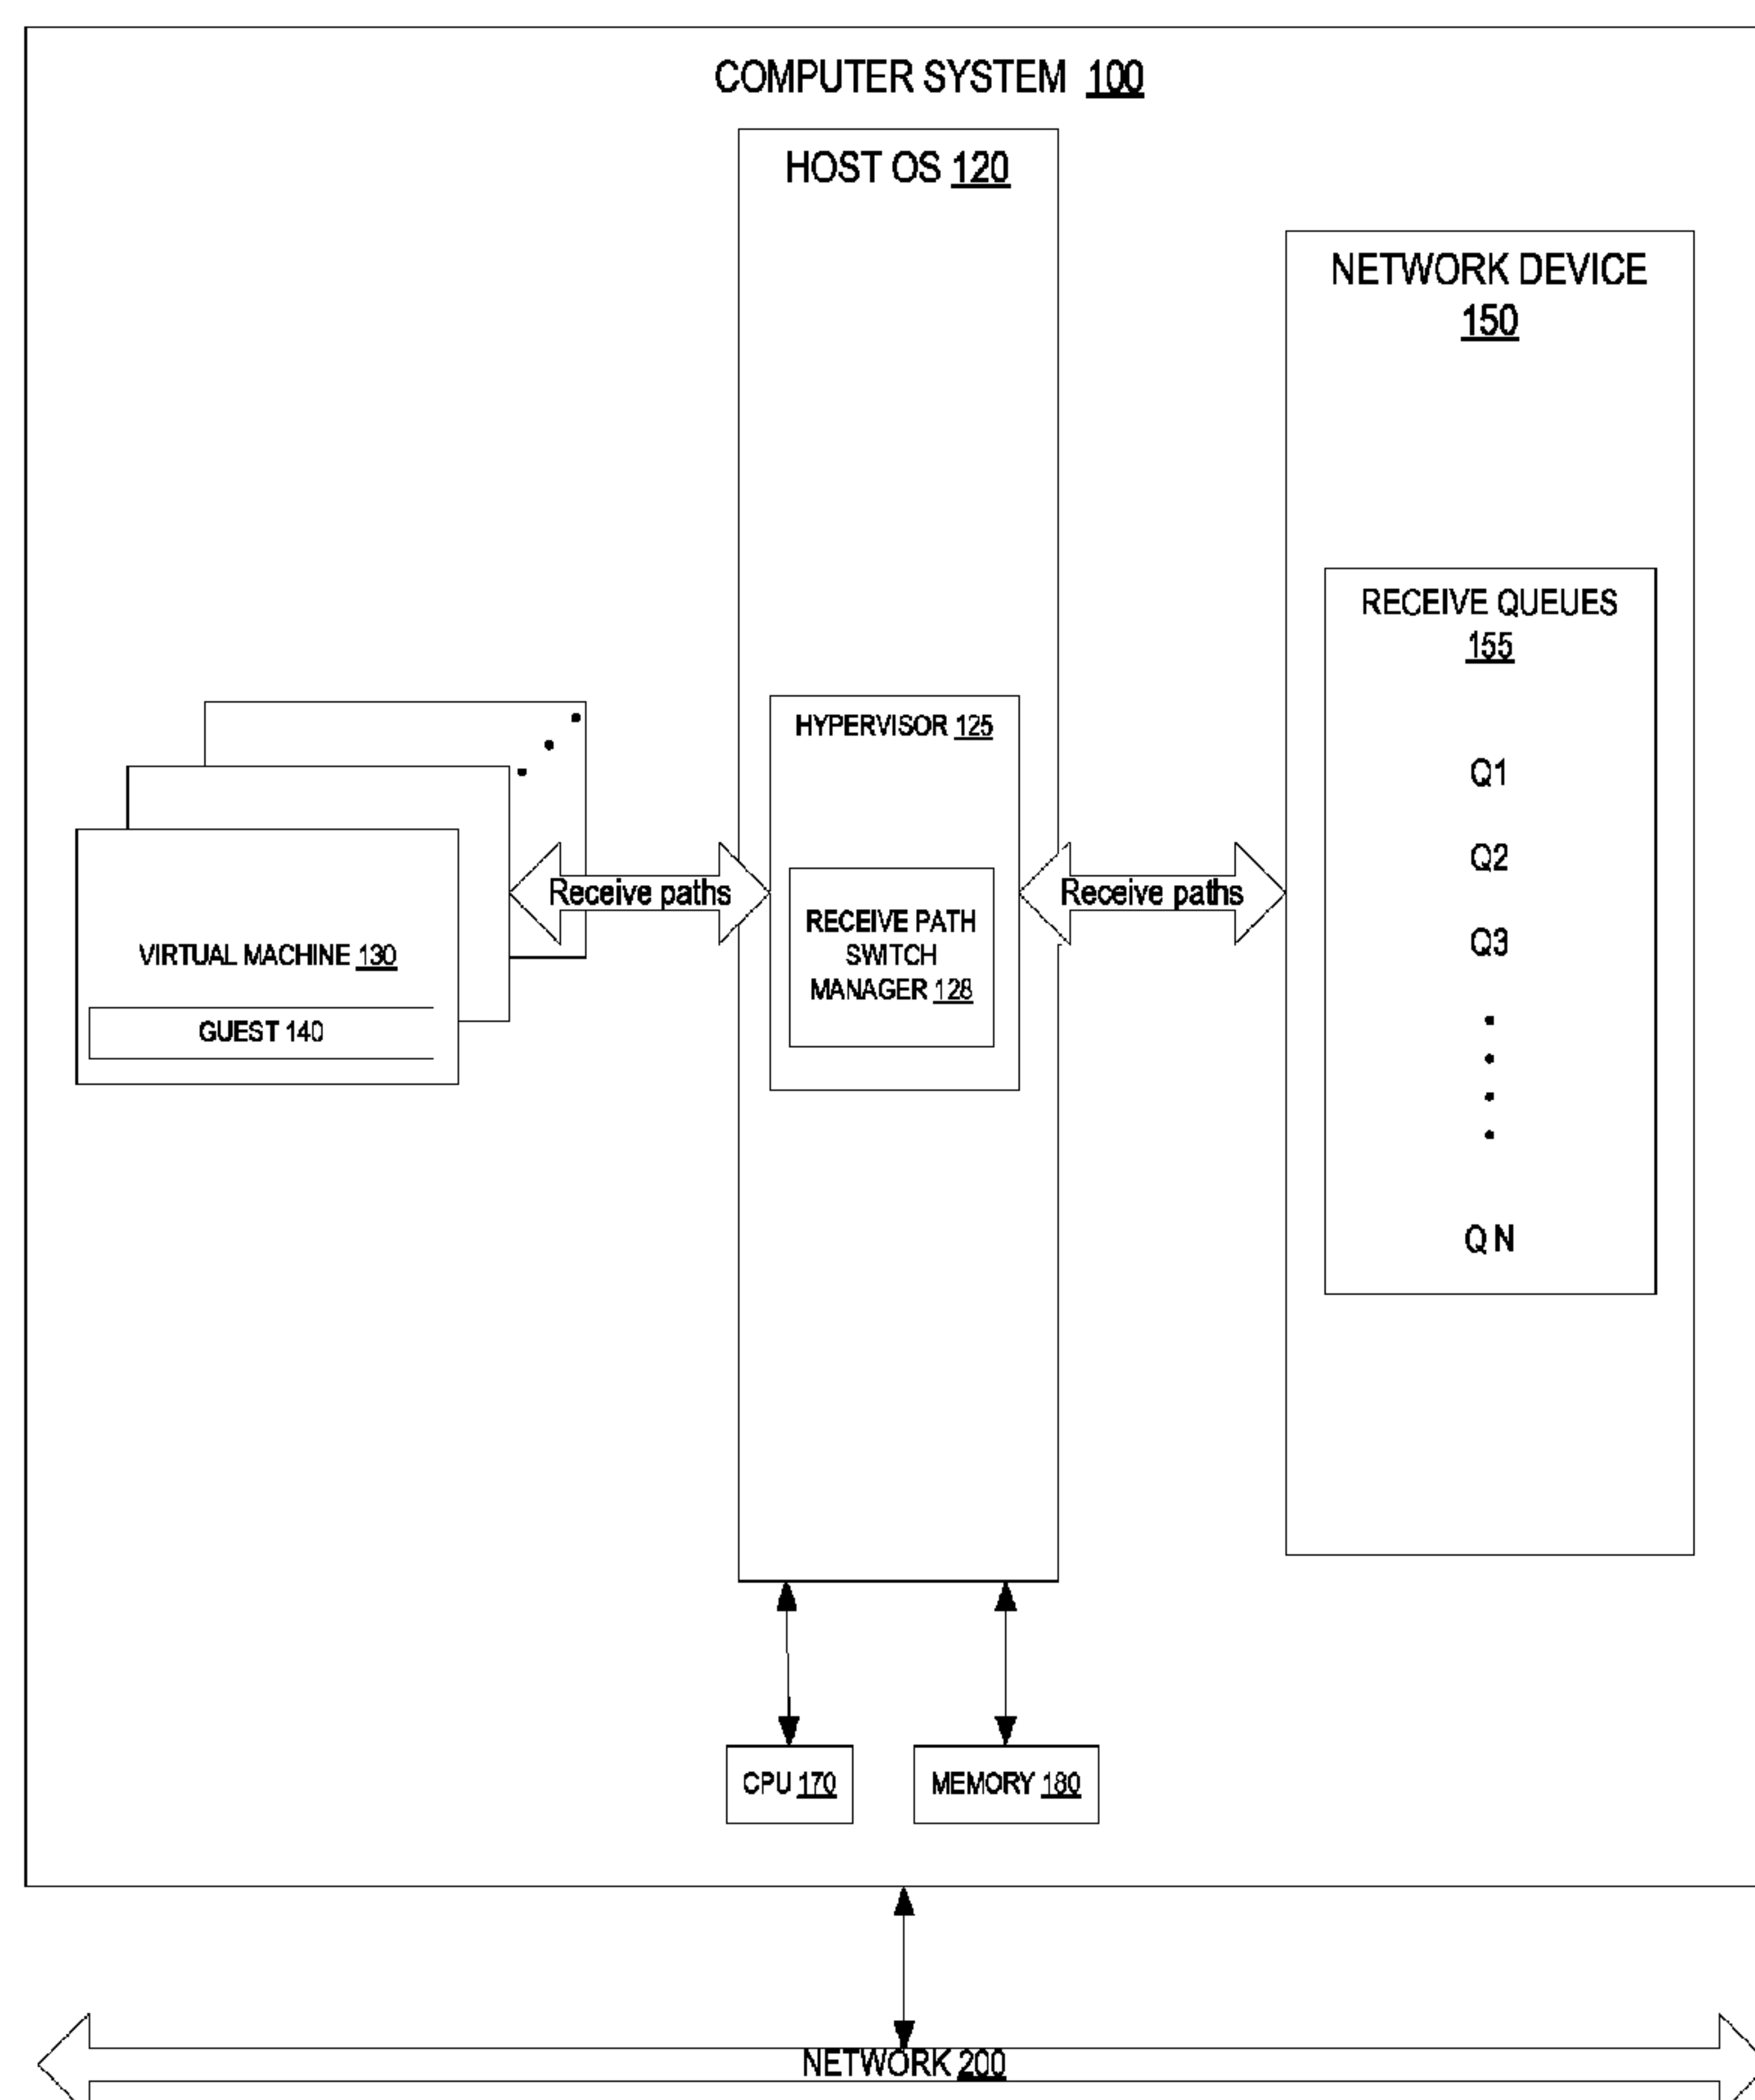 COMPUTER SYSTEM 100
HOST OS 120
NETWORK DEVICE
150
RECEIVE QUEUES
155
Q1
Q2
Q3
Q N
HYPERVISOR 125
RECEIVE PATH
SWITCH
MANAGER 128
Receive paths
Receive paths
VIRTUAL MACHINE 130
GUEST 140
CPU 170
MEMORY 180
NETWORK 200